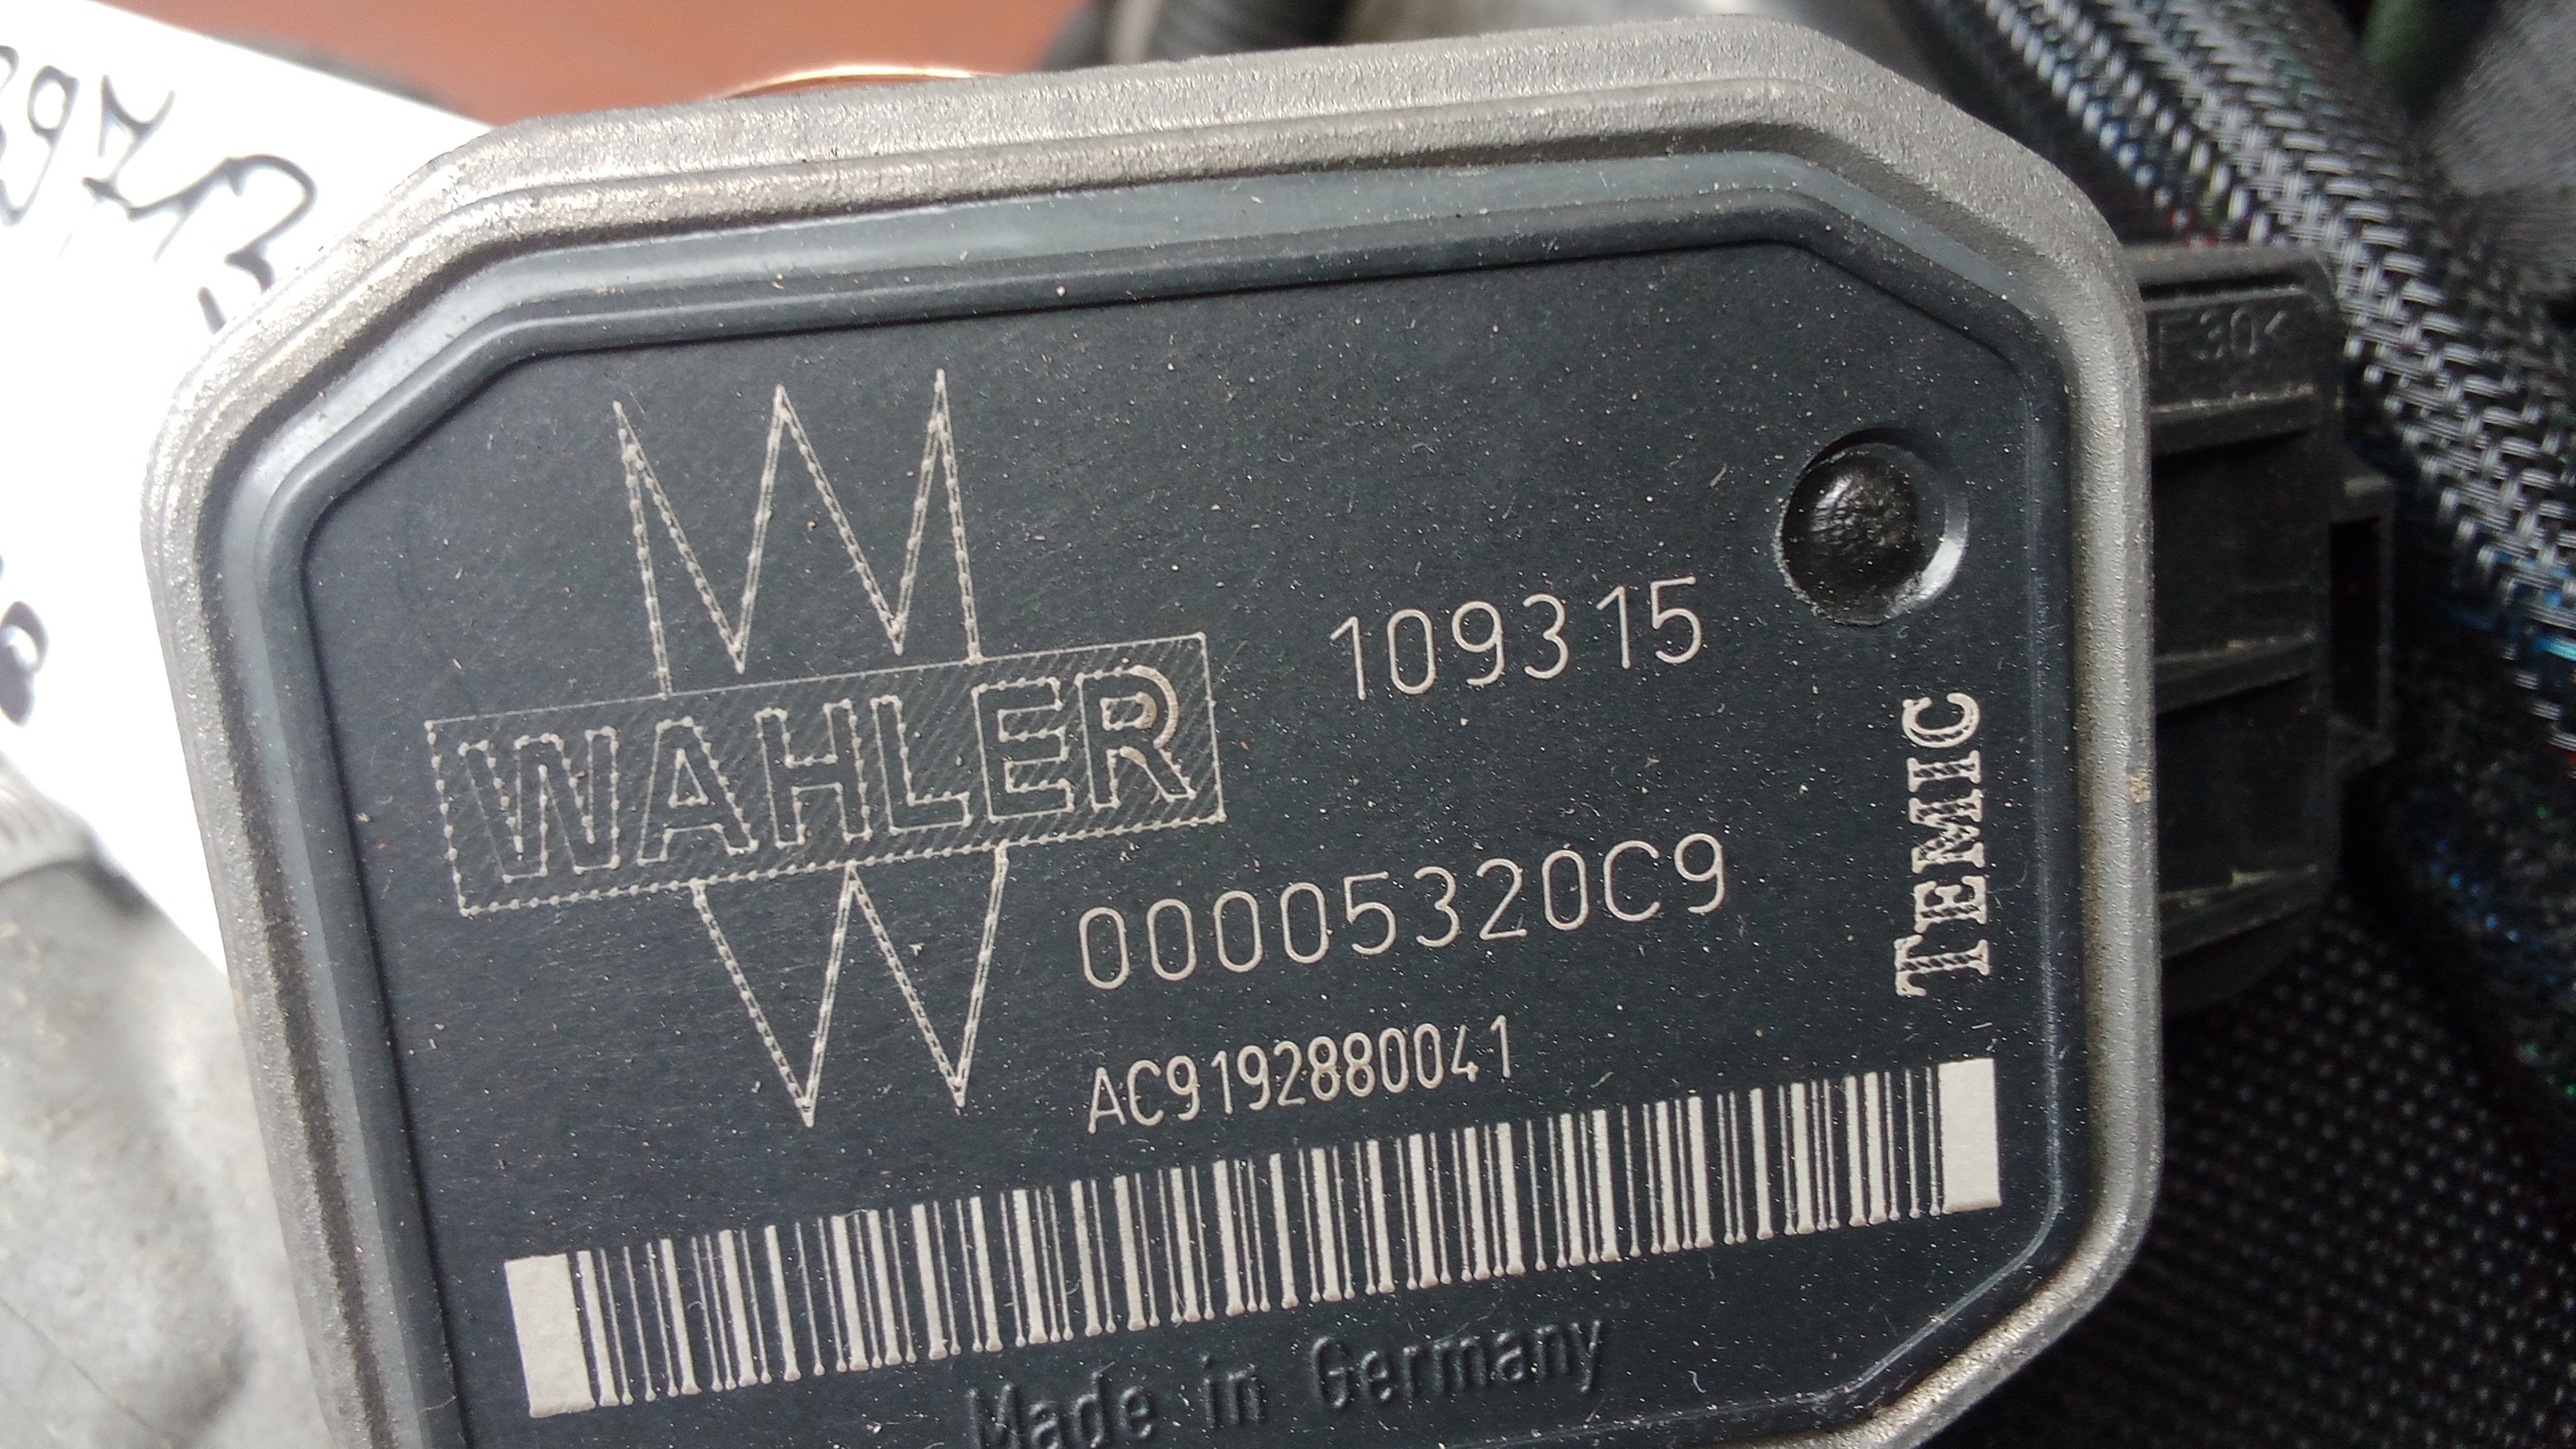 WAHLER
109315
00005320C9
TEMIC
AC9192880041
Made in Germany